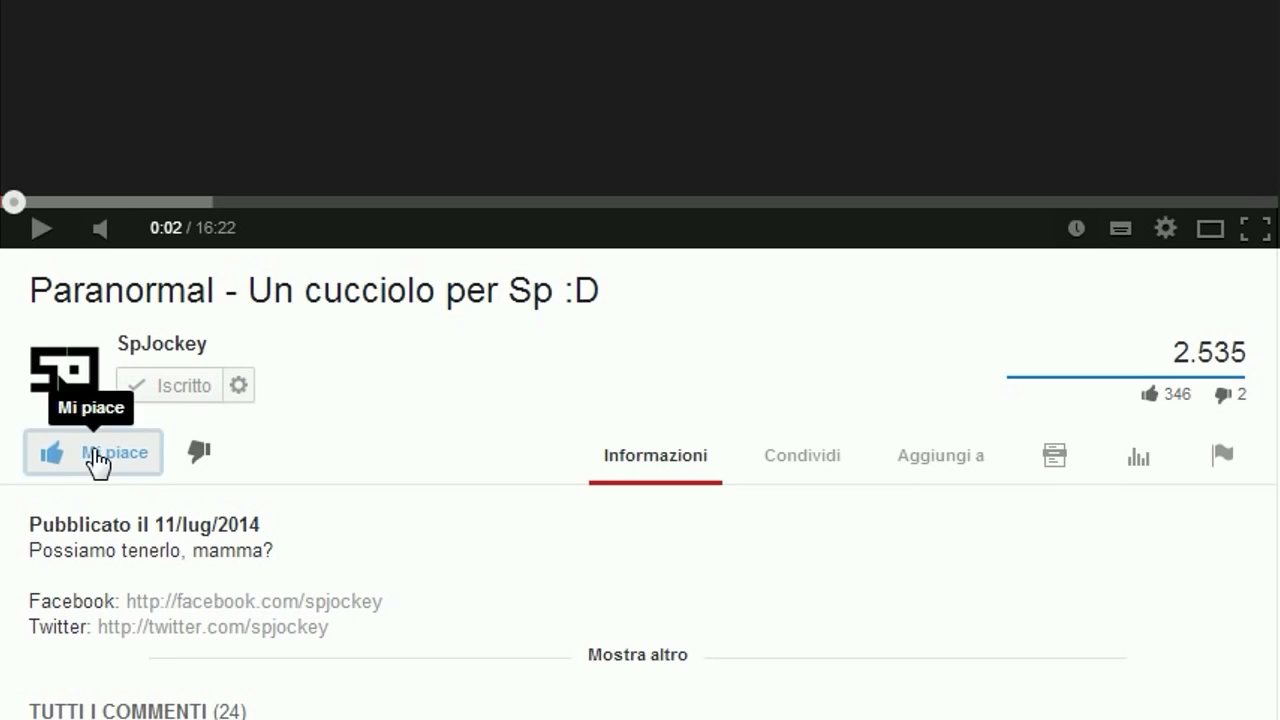 0:02 / 16:22
Paranormal - Un cucciolo per Sp :D
SpJockey
Iscritto
2.535
346 2
Mi piace
Mi piace
Informazioni Condividi Aggiungi a
Pubblicato il 11/lug/2014
Possiamo tenerlo, mamma?
Facebook: http://facebook.com/spjockey
Twitter: http://twitter.com/spjockey
Mostra altro
TUTTI I COMMENTI (24)